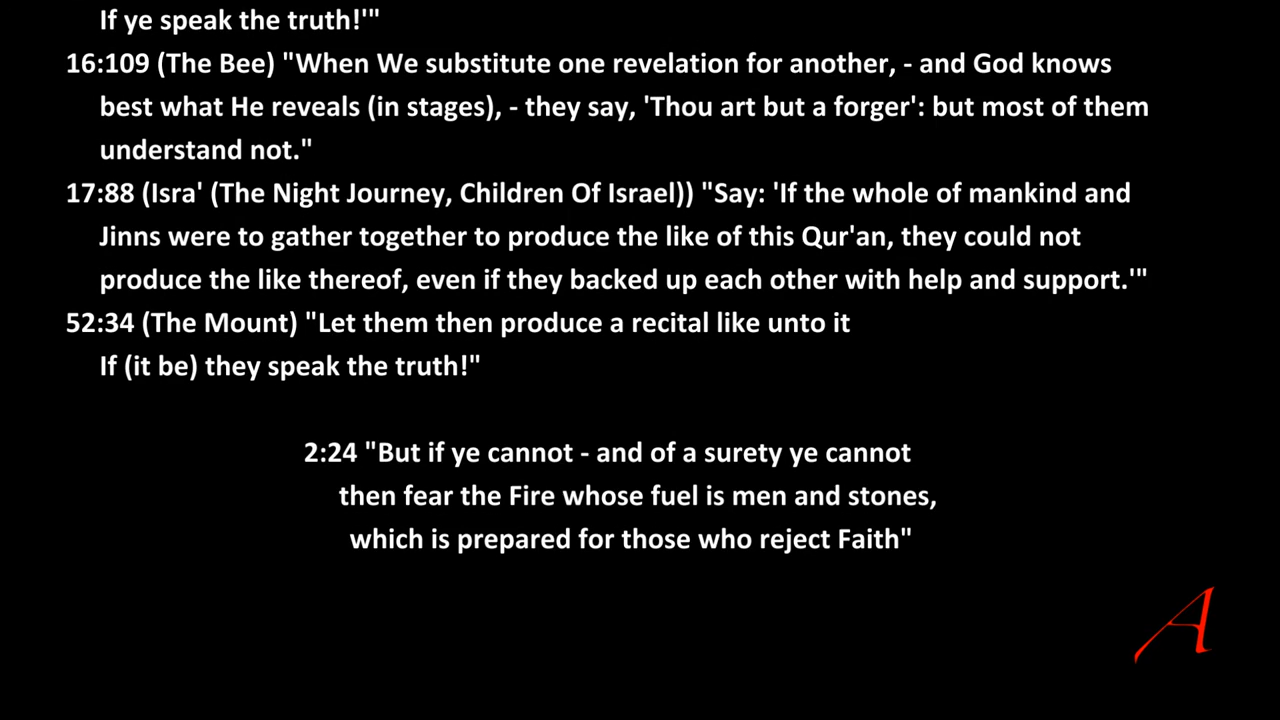 If ye speak the truth!'"
16:109 (The Bee) "When We substitute one revelation for another, - and God knows
best what He reveals (in stages), - they say, 'Thou art but a forger': but most of them
understand not."
17:88 (Isra' (The Night Journey, Children Of Israel)) "Say: 'If the whole of mankind and
Jinns were to gather together to produce the like of this Qur'an, they could not
produce the like thereof, even if they backed up each other with help and support.'"
52:34 (The Mount) "Let them then produce a recital like unto it
If (it be) they speak the truth!"
2:24 "But if ye cannot - and of a surety ye cannot
then fear the Fire whose fuel is men and stones,
which is prepared for those who reject Faith"
A